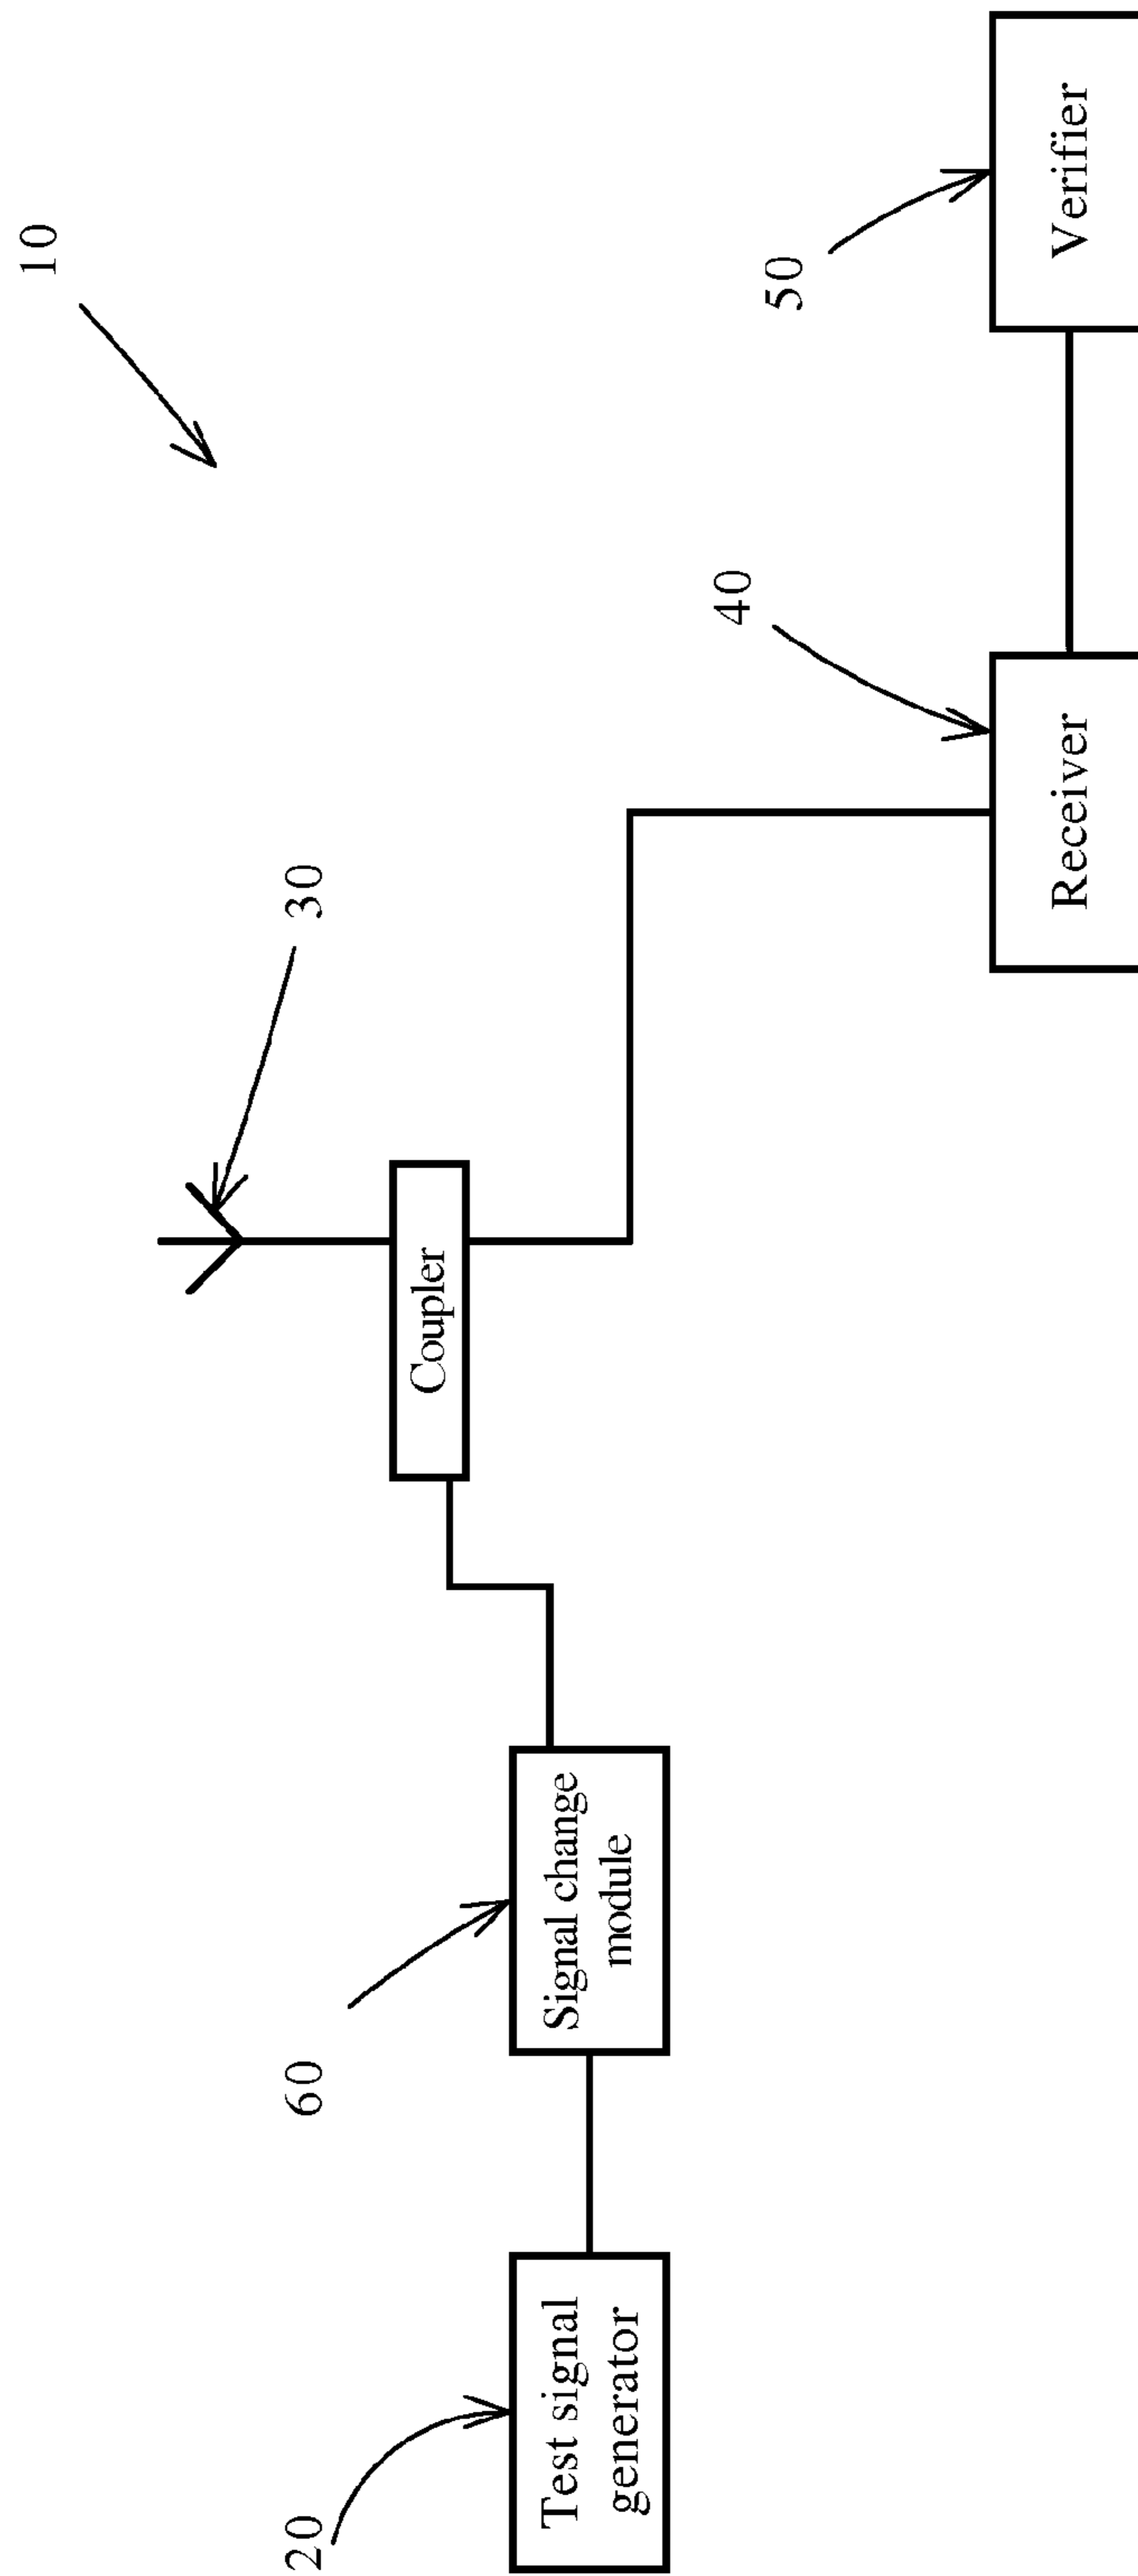 10
30
Coupler
60
20
Signal change
module
Test signal
generator
40
50
Receiver
Verifier